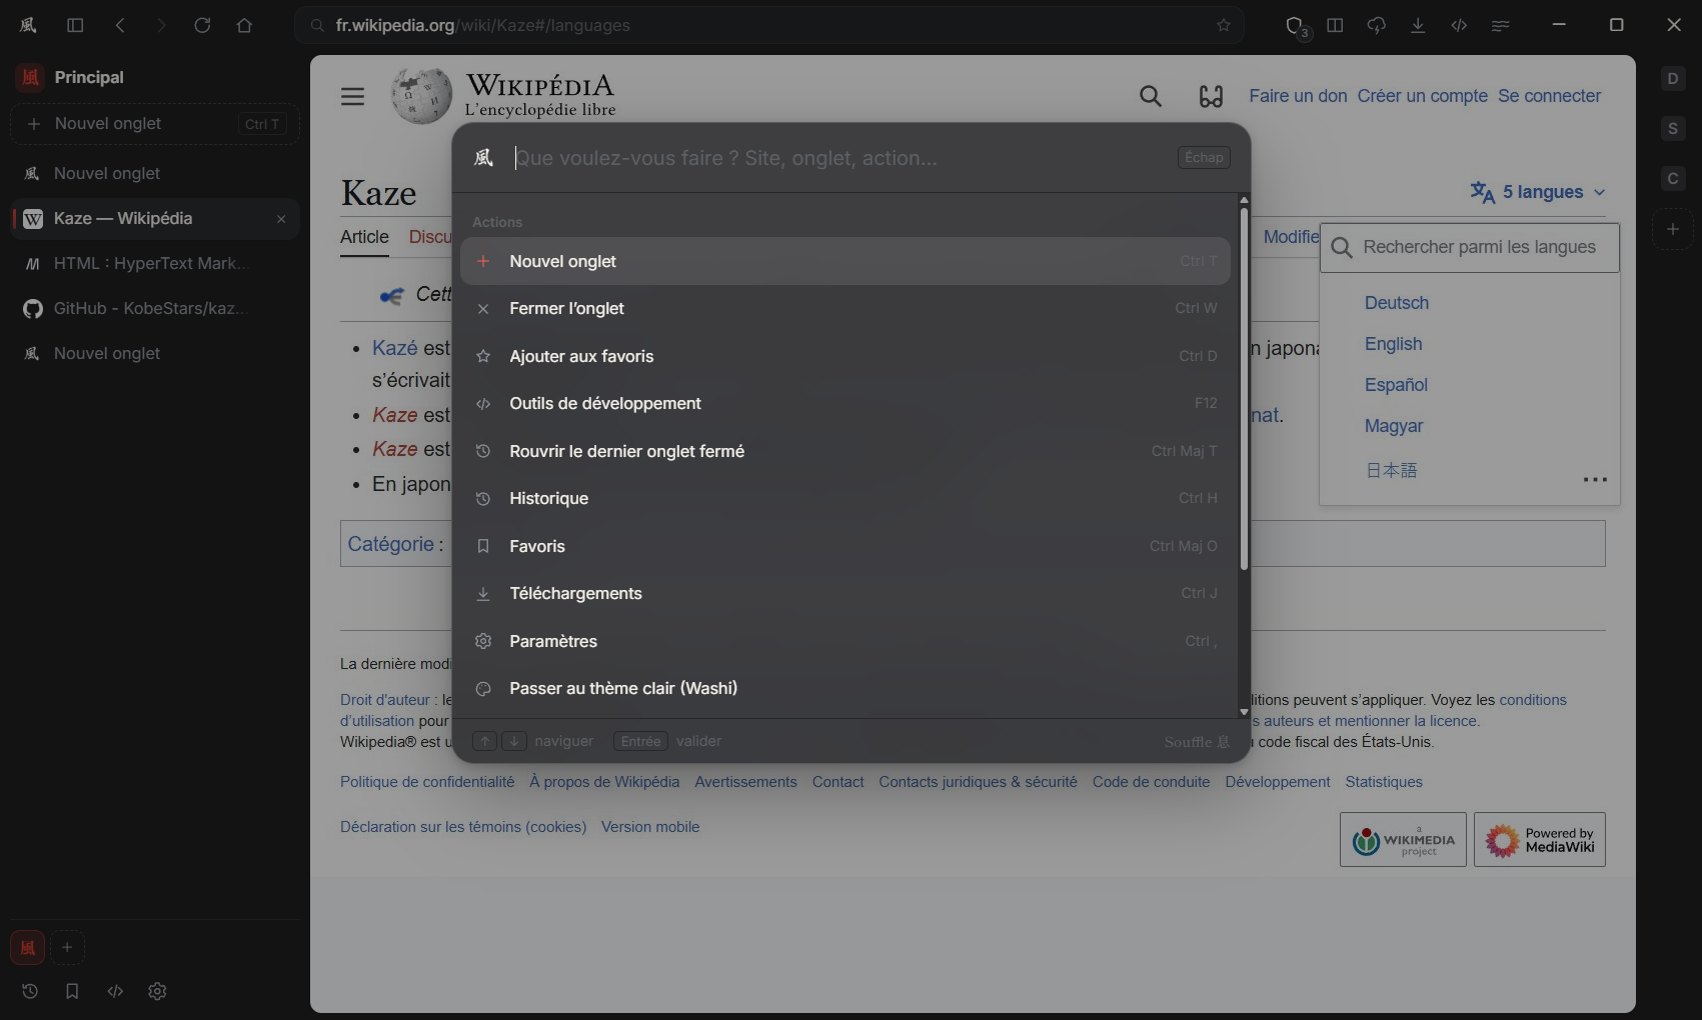 風
fr.wikipedia.org/wiki/Kaze#/languages
3
風 Principal
Nouvel onglet Ctrl T
風 Nouvel onglet
W Kaze — Wikipédia
HTML : HyperText Mark...
GitHub - KobeStars/kaz...
風 Nouvel onglet
風
WIKIPÉDIA
L'encyclopédie libre
Faire un don Créer un compte Se connecter
Kaze
5 langues
Article Discu
Modifie
Rechercher parmi les langues
Cett
Deutsch
English
Español
Magyar
日本語
Kazé est
n japona
s'écrivait
Kaze est
nat.
Kaze est
En japon
Catégorie :
La dernière modi
Droit d'auteur : le
itions peuvent s'appliquer. Voyez les conditions
d'utilisation pour
s auteurs et mentionner la licence.
Wikipedia® est u
code fiscal des États-Unis.
Politique de confidentialité À propos de Wikipédia Avertissements Contact Contacts juridiques & sécurité Code de conduite Développement Statistiques
Déclaration sur les témoins (cookies) Version mobile
a
WIKIMEDIA
project
Powered by
MediaWiki
風 Que voulez-vous faire ? Site, onglet, action... Échap
Actions
Nouvel onglet Ctrl T
Fermer l'onglet Ctrl W
Ajouter aux favoris Ctrl D
Outils de développement F12
Rouvrir le dernier onglet fermé Ctrl Maj T
Historique Ctrl H
Favoris Ctrl Maj O
Téléchargements Ctrl J
Paramètres Ctrl ,
Passer au thème clair (Washi)
↑ ↓ naviguer Entrée valider Souffle 息
D
S
C